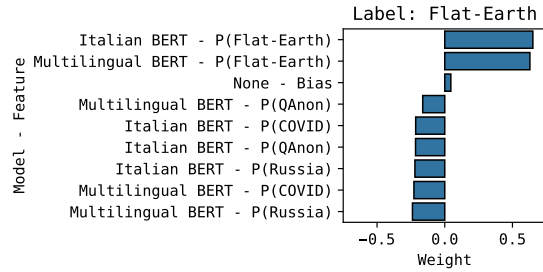 Label: Flat-Earth
Model - Feature
Italian BERT - P(Flat-Earth)
Multilingual BERT - P(Flat-Earth)
None - Bias
Multilingual BERT - P(QAnon)
Italian BERT - P(COVID)
Italian BERT - P(QAnon)
Italian BERT - P(Russia)
Multilingual BERT - P(COVID)
Multilingual BERT - P(Russia)
−0.5 0.0 0.5
Weight